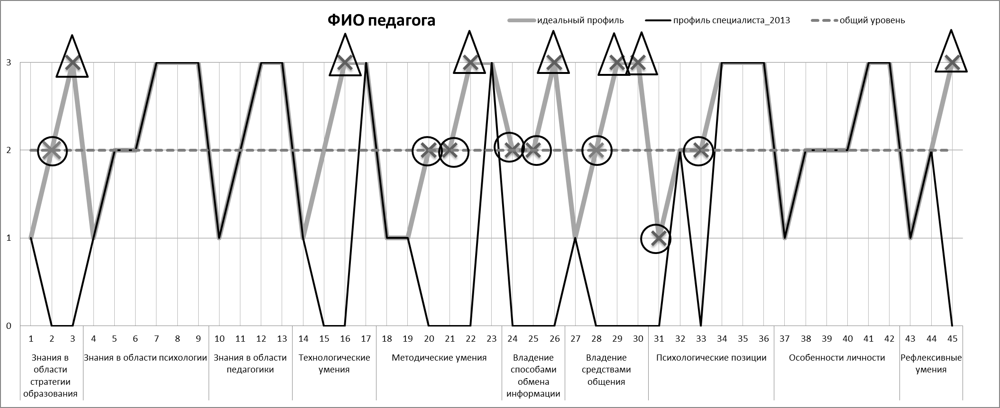 ФИО педагога
идеальный профиль
профиль специалиста_2013
общий уровень
3
2
1
0
1 2 3 4 5 6 7 8 9 10 11 12 13 14 15 16 17 18 19 20 21 22 23 24 25 26 27 28 29 30 31 32 33 34 35 36 37 38 39 40 41 42 43 44 45
Знания в
области
стратегии
образования
Знания в области психологии
Знания в области
педагогики
Технологические
умения
Методические умения
Владение
способами
обмена
информации
Владение
средствами
общения
Психологические позиции
Особенности личности
Рефлексивные
умения